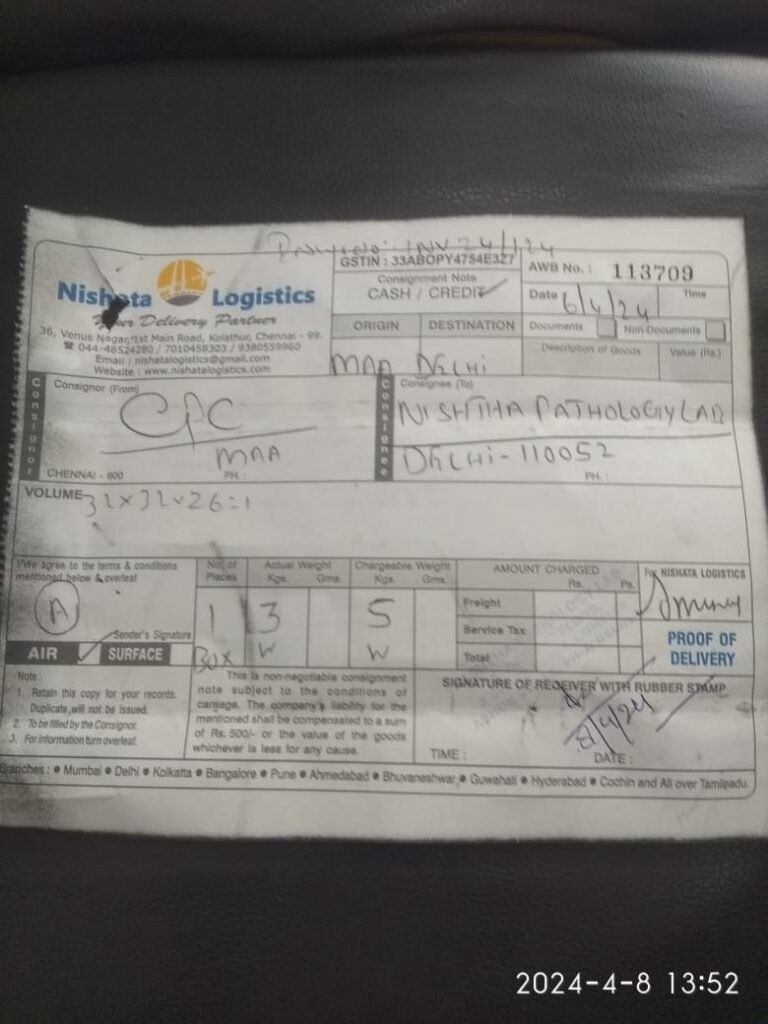 INV 24/124
GSTIN : 33ABOPY4754E3Z7
Nishata Logistics
Your Delivery Partner
36, Venus Nagar, 1st Main Road, Kolathur, Chennai - 99.
☎ 044-48524280 / 7010458303 / 9380559960
Email : nishatalogistics@gmail.com
Website : www.nishatalogistics.com
Consignment Note
CASH / CREDIT ✓
AWB No. : 113709
Date 6/4/24 Time
ORIGIN DESTINATION
MAA DELHI
Documents Non-Documents
Description of Goods Value (Rs.)
Consignor
Consignor (From)
CPC
MAA
CHENNAI - 600 PH. :
Consignee
Consignee (To)
NISHTHA PATHOLOGY LAB
DELHI - 110052
PH. :
VOLUME 32x32x26=1
I/We agree to the terms & conditions
mentioned below & overleaf
A
Sender's Signature
AIR ✓ SURFACE
No. of Pieces Actual Weight Kgs. Gms. Chargeable Weight Kgs. Gms.
1 3 5
BOX W W
AMOUNT CHARGED
Rs. Ps.
Freight
Service Tax
Total
For NISHATA LOGISTICS
PROOF OF
DELIVERY
Note :
1. Retain this copy for your records.
Duplicate will not be issued.
2. To be filled by the Consignor.
3. For information turn overleaf.
This is non-negotiable consignment
note subject to the conditions of
carriage. The company's liability for the
mentioned shall be compensated to a sum
of Rs. 500/- or the value of the goods
whichever is less for any cause.
SIGNATURE OF RECEIVER WITH RUBBER STAMP
8/4/24
TIME : DATE :
Branches : ● Mumbai ● Delhi ● Kolkatta ● Bangalore ● Pune ● Ahmedabad ● Bhuvaneshwar ● Guwahati ● Hyderabad ● Cochin and All over Tamilnadu.
2024-4-8 13:52